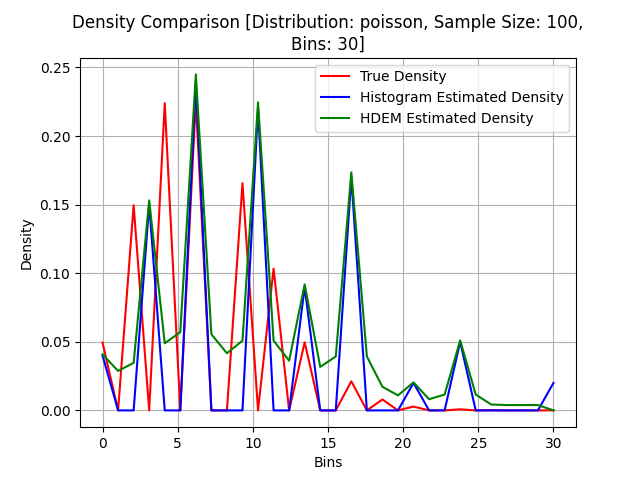 Density Comparison [Distribution: poisson, Sample Size: 100,
Bins: 30]
True Density
Histogram Estimated Density
HDEM Estimated Density
Density
0.25
0.20
0.15
0.10
0.05
0.00
0 5 10 15 20 25 30
Bins